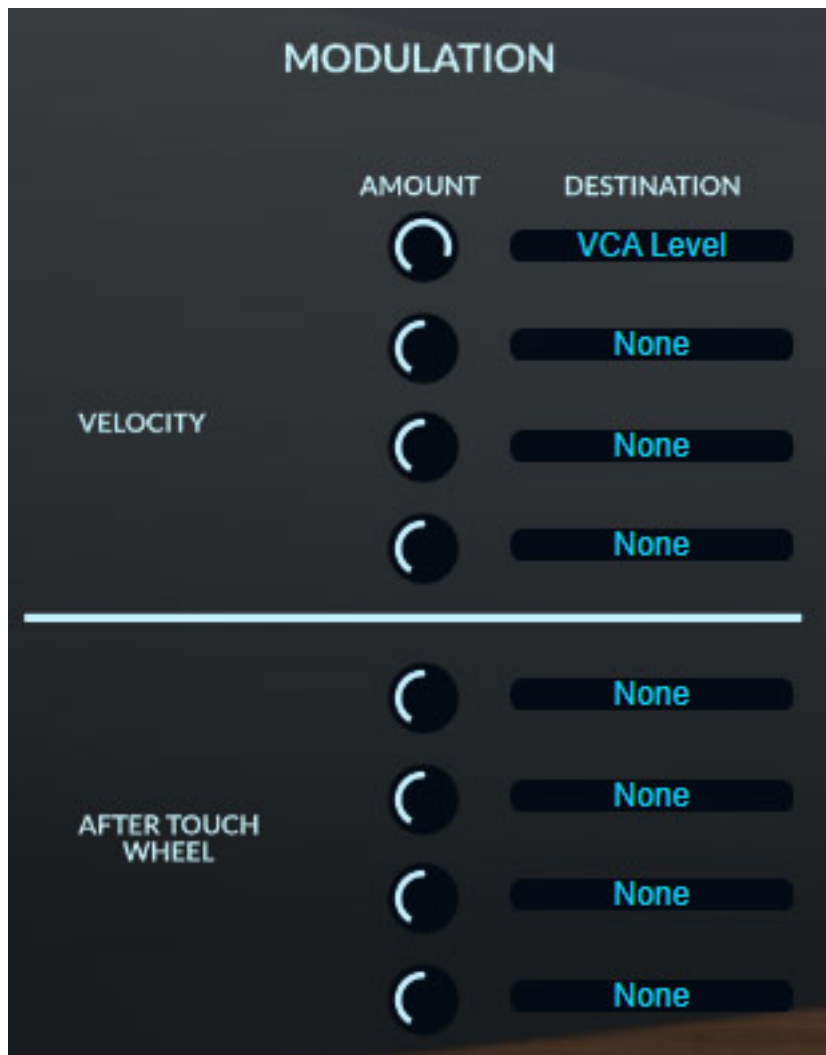 MODULATION
AMOUNT DESTINATION
VCA Level
None
VELOCITY
None
None
None
None
AFTER TOUCH
WHEEL
None
None